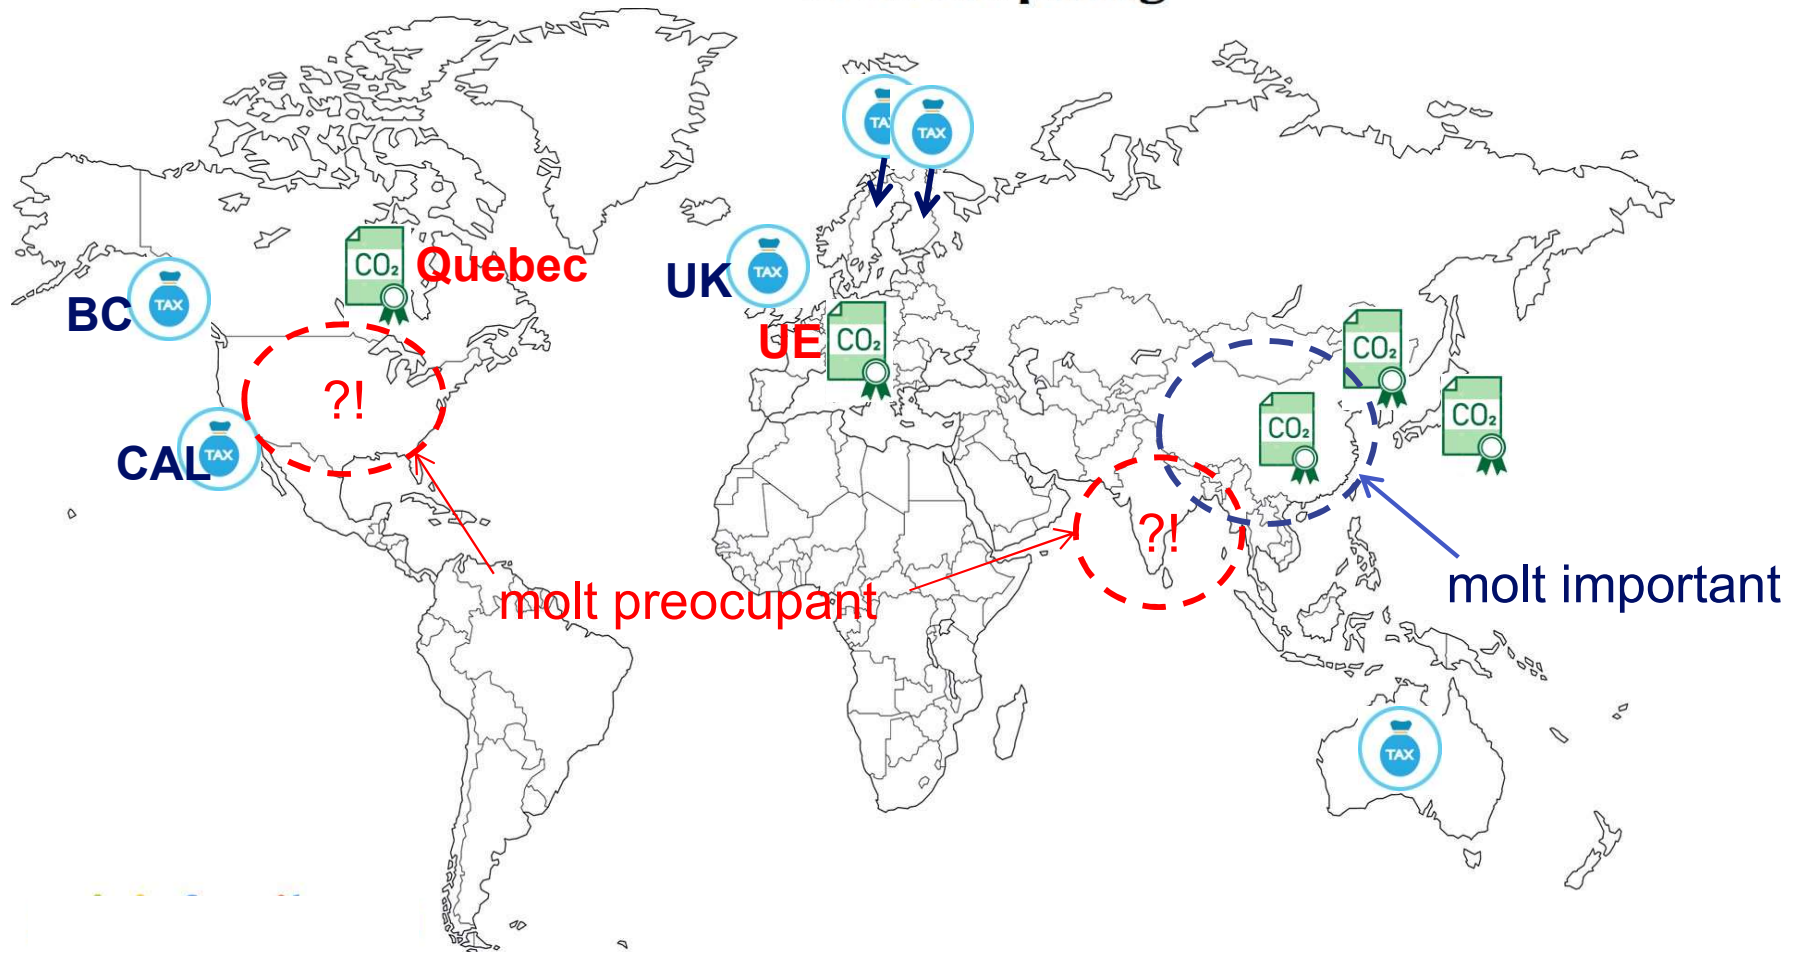 TA
TAX
CO₂
Quebec
UK
TAX
BC
TAX
UE
CO₂
CO₂
?!
CO₂
CO₂
CAL
TAX
?!
molt preocupant
molt important
TAX